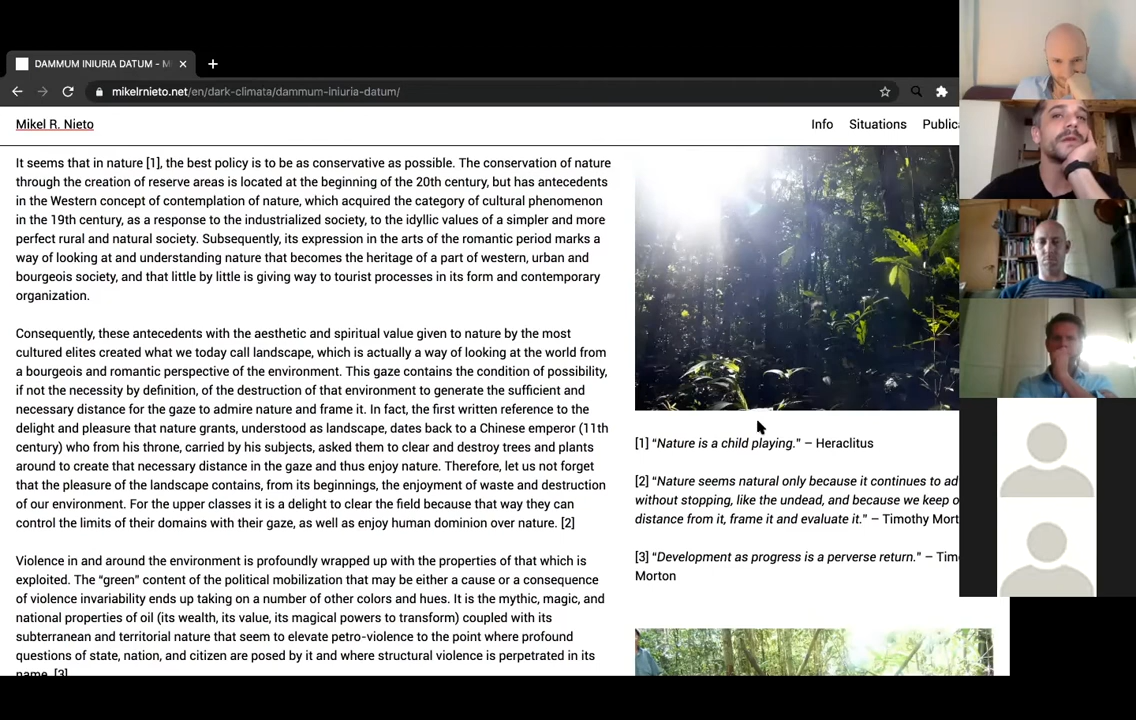 DAMMUM INIURIA DATUM - M
mikelrnieto.net/en/dark-climata/dammum-iniuria-datum/
Mikel R. Nieto
Info
Situations
Publica
It seems that in nature [1], the best policy is to be as conservative as possible. The conservation of nature
through the creation of reserve areas is located at the beginning of the 20th century, but has antecedents
in the Western concept of contemplation of nature, which acquired the category of cultural phenomenon
in the 19th century, as a response to the industrialized society, to the idyllic values of a simpler and more
perfect rural and natural society. Subsequently, its expression in the arts of the romantic period marks a
way of looking at and understanding nature that becomes the heritage of a part of western, urban and
bourgeois society, and that little by little is giving way to tourist processes in its form and contemporary
organization.
Consequently, these antecedents with the aesthetic and spiritual value given to nature by the most
cultured elites created what we today call landscape, which is actually a way of looking at the world from
a bourgeois and romantic perspective of the environment. This gaze contains the condition of possibility,
if not the necessity by definition, of the destruction of that environment to generate the sufficient and
necessary distance for the gaze to admire nature and frame it. In fact, the first written reference to the
delight and pleasure that nature grants, understood as landscape, dates back to a Chinese emperor (11th
century) who from his throne, carried by his subjects, asked them to clear and destroy trees and plants
around to create that necessary distance in the gaze and thus enjoy nature. Therefore, let us not forget
that the pleasure of the landscape contains, from its beginnings, the enjoyment of waste and destruction
of our environment. For the upper classes it is a delight to clear the field because that way they can
control the limits of their domains with their gaze, as well as enjoy human dominion over nature. [2]
Violence in and around the environment is profoundly wrapped up with the properties of that which is
exploited. The “green” content of the political mobilization that may be either a cause or a consequence
of violence invariability ends up taking on a number of other colors and hues. It is the mythic, magic, and
national properties of oil (its wealth, its value, its magical powers to transform) coupled with its
subterranean and territorial nature that seem to elevate petro-violence to the point where profound
questions of state, nation, and citizen are posed by it and where structural violence is perpetrated in its
name. [3]
[1] “Nature is a child playing.” – Heraclitus
[2] “Nature seems natural only because it continues to ad
without stopping, like the undead, and because we keep o
distance from it, frame it and evaluate it.” – Timothy Mort
[3] “Development as progress is a perverse return.” – Tim
Morton